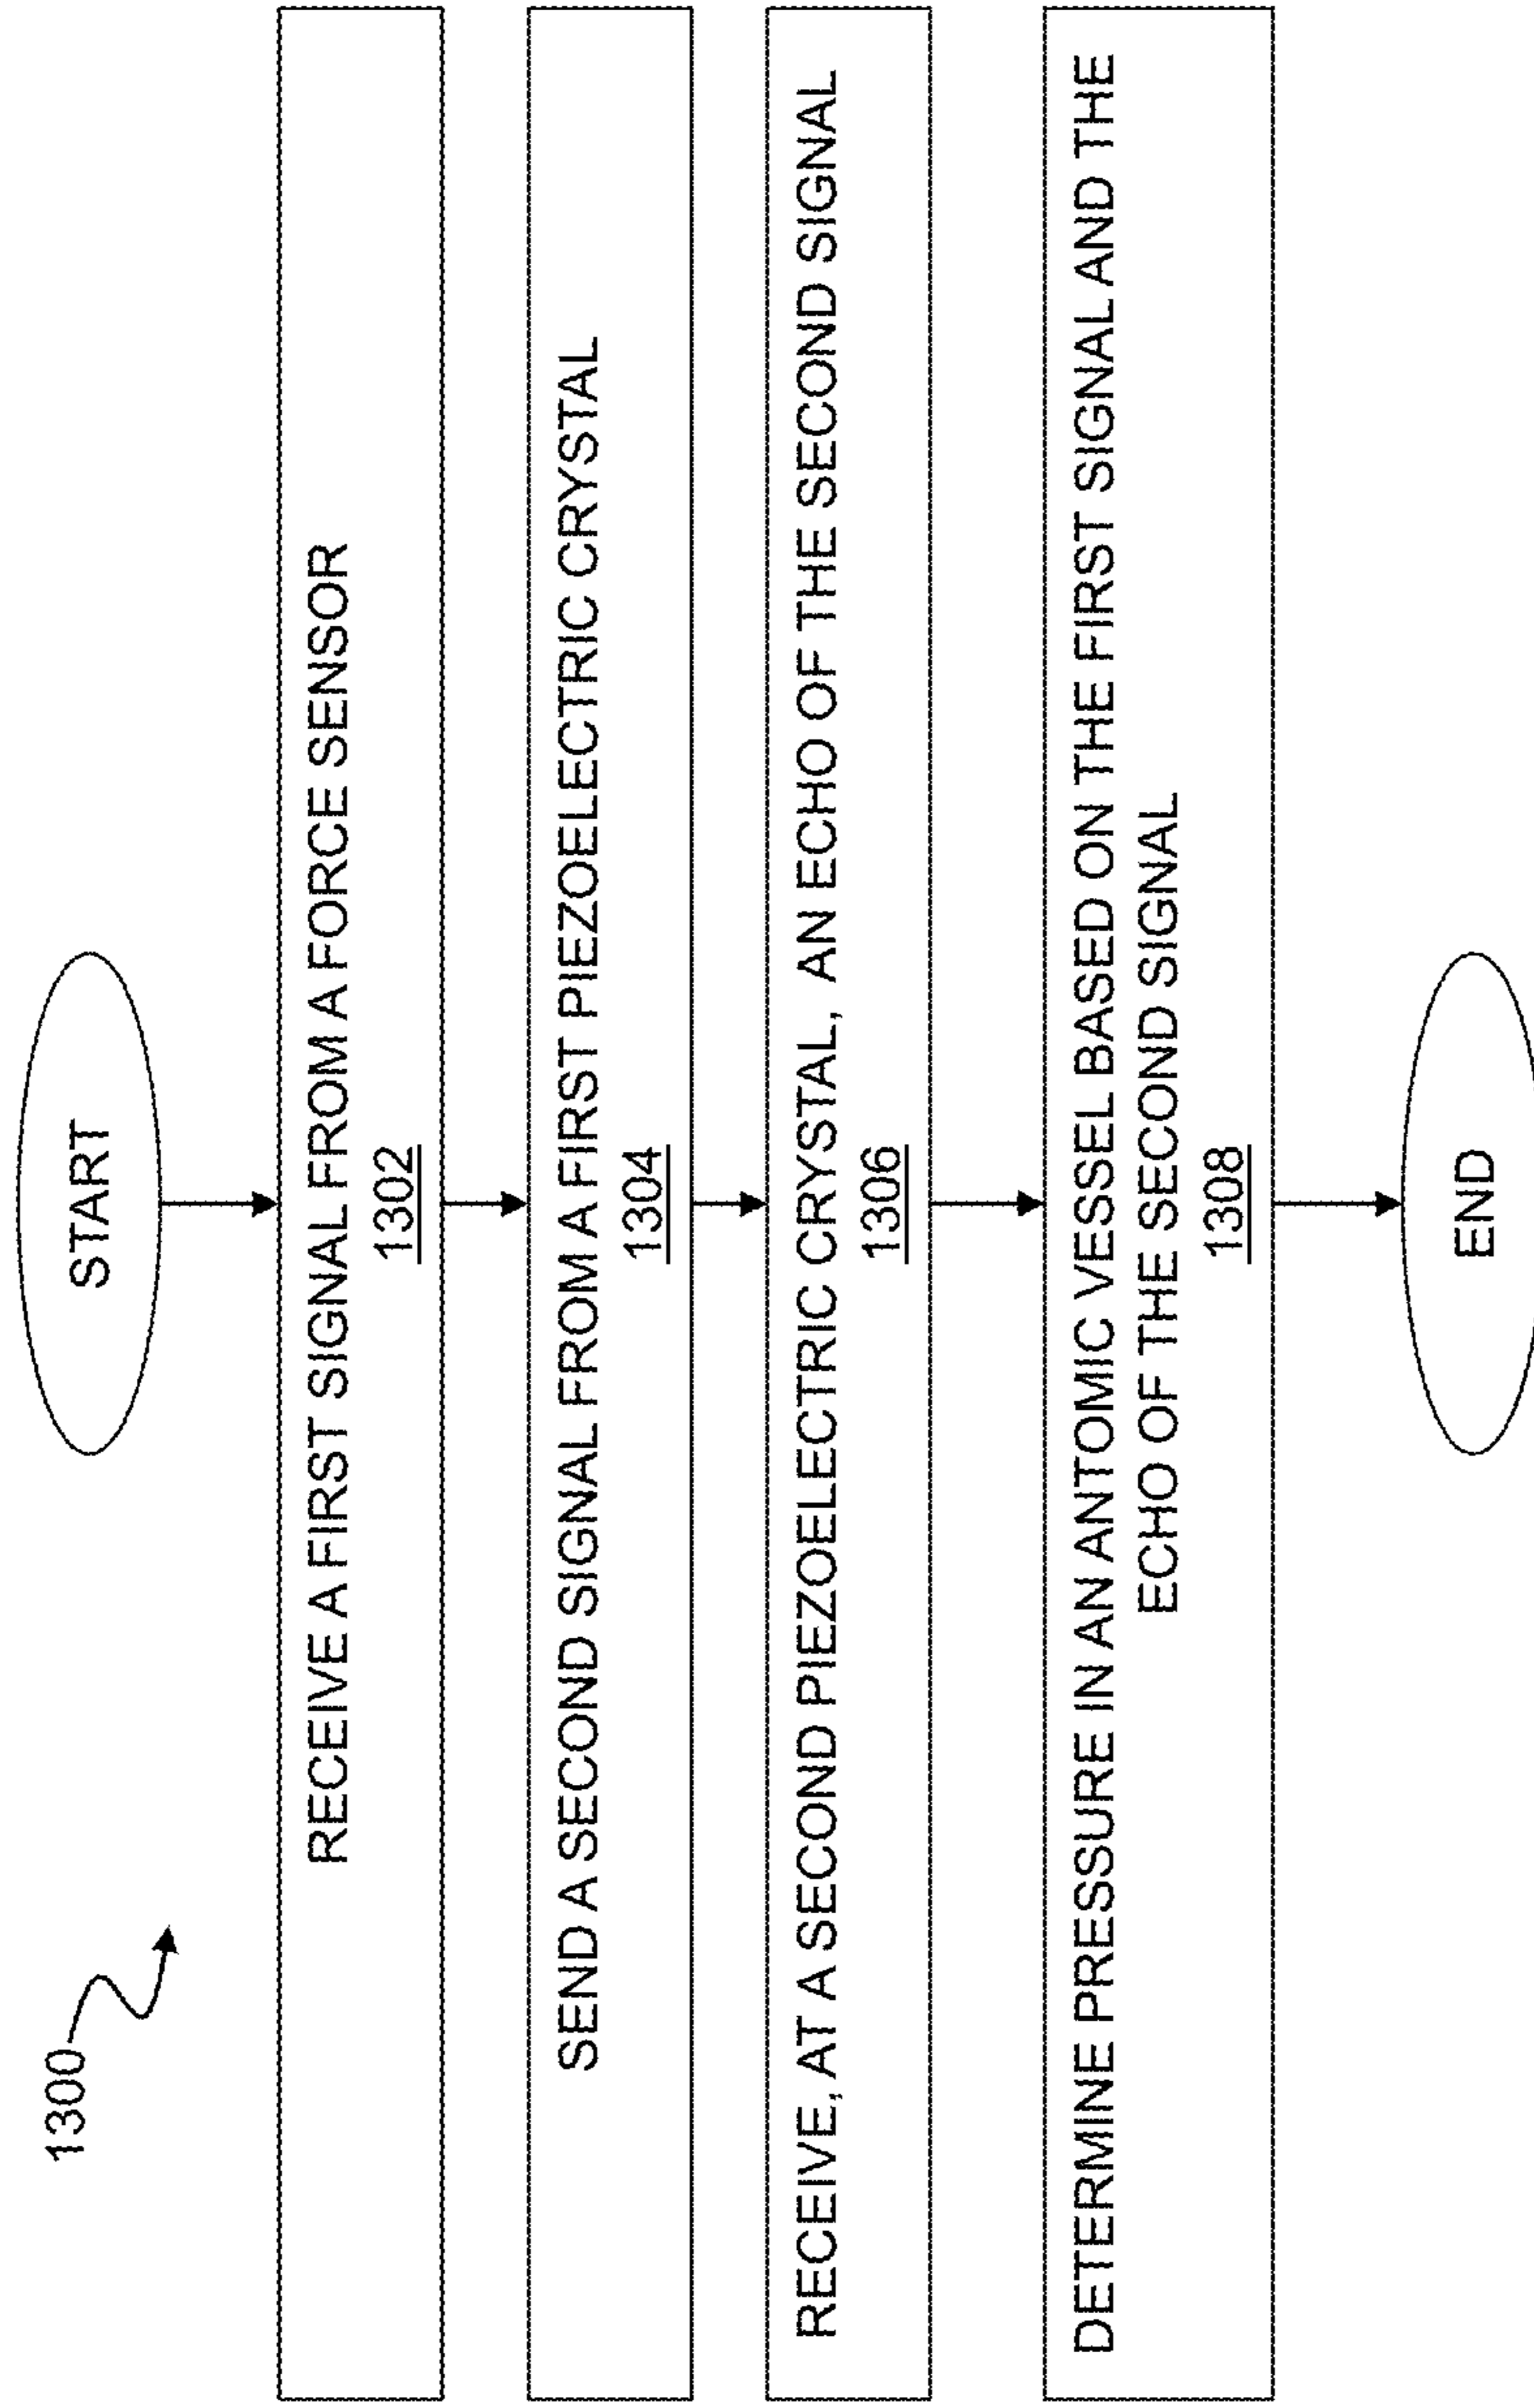 1300
START
RECEIVE A FIRST SIGNAL FROM A FORCE SENSOR
1302
SEND A SECOND SIGNAL FROM A FIRST PIEZOELECTRIC CRYSTAL
1304
RECEIVE, AT A SECOND PIEZOELECTRIC CRYSTAL, AN ECHO OF THE SECOND SIGNAL
1306
DETERMINE PRESSURE IN AN ANTOMIC VESSEL BASED ON THE FIRST SIGNAL AND THE
ECHO OF THE SECOND SIGNAL
1308
END